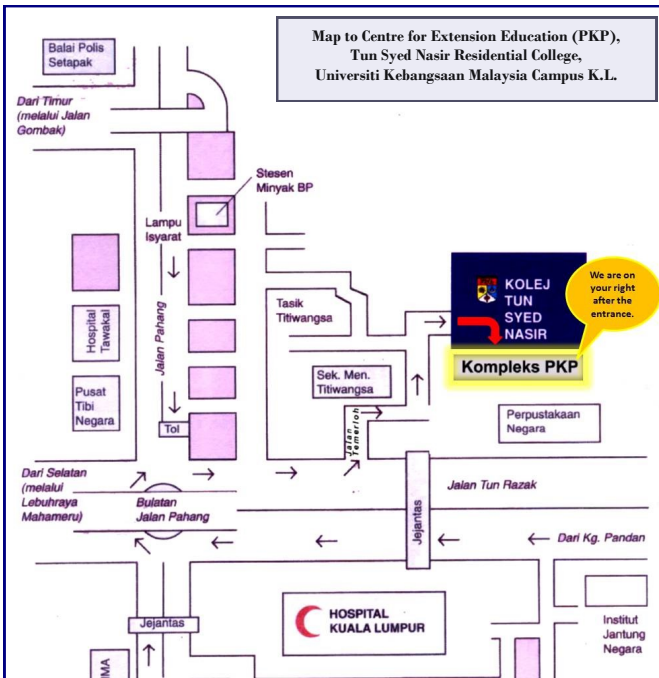 Map to Centre for Extension Education (PKP),
Tun Syed Nasir Residential College,
Universiti Kebangsaan Malaysia Campus K.L.
Balai Polis
Setapak
Dari Timur
(melalui Jalan
Gombak)
Stesen
Minyak BP
Lampu
Isyarat
Jalan Pahang
Hospital
Tawakal
Pusat
Tibi
Negara
Tol
Tasik
Titiwangsa
Sek. Men.
Titiwangsa
Jalan
Temerloh
KOLEJ
TUN
SYED
NASIR
We are on
your right
after the
entrance.
Kompleks PKP
Perpustakaan
Negara
Dari Selatan
(melalui
Lebuhraya
Mahameru)
Bulatan
Jalan Pahang
Jalan Tun Razak
Jejantas
Dari Kg. Pandan
Jejantas
HOSPITAL
KUALA LUMPUR
Institut
Jantung
Negara
MA